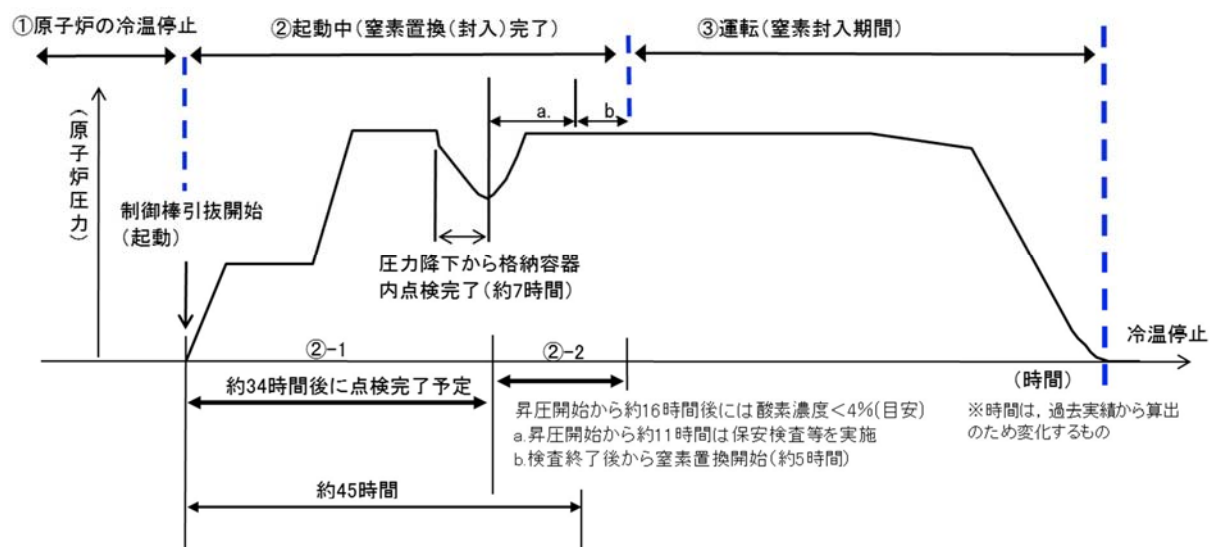 ①原子炉の冷温停止
②起動中(窒素置換(封入)完了)
③運転(窒素封入期間)
a.
b.
(原子炉圧力)
制御棒引抜開始
(起動)
圧力降下から格納容器
内点検完了(約7時間)
冷温停止
②-1
②-2
(時間)
約34時間後に点検完了予定
昇圧開始から約16時間後には酸素濃度<4%(目安)
a.昇圧開始から約11時間は保安検査等を実施
b.検査終了後から窒素置換開始(約5時間)
※時間は,過去実績から算出
のため変化するもの
約45時間